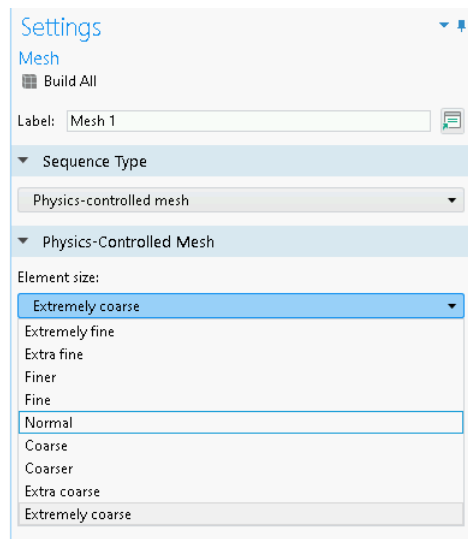 Settings
Mesh
Build All
Label: Mesh 1
Sequence Type
Physics-controlled mesh
Physics-Controlled Mesh
Element size:
Extremely coarse
Extremely fine
Extra fine
Finer
Fine
Normal
Coarse
Coarser
Extra coarse
Extremely coarse